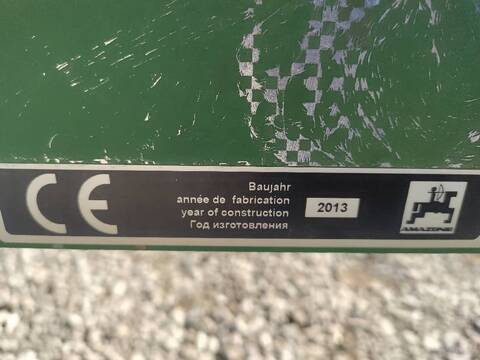 CE
Baujahr
année de fabrication
year of construction
Год изготовления
2013
AMAZONE